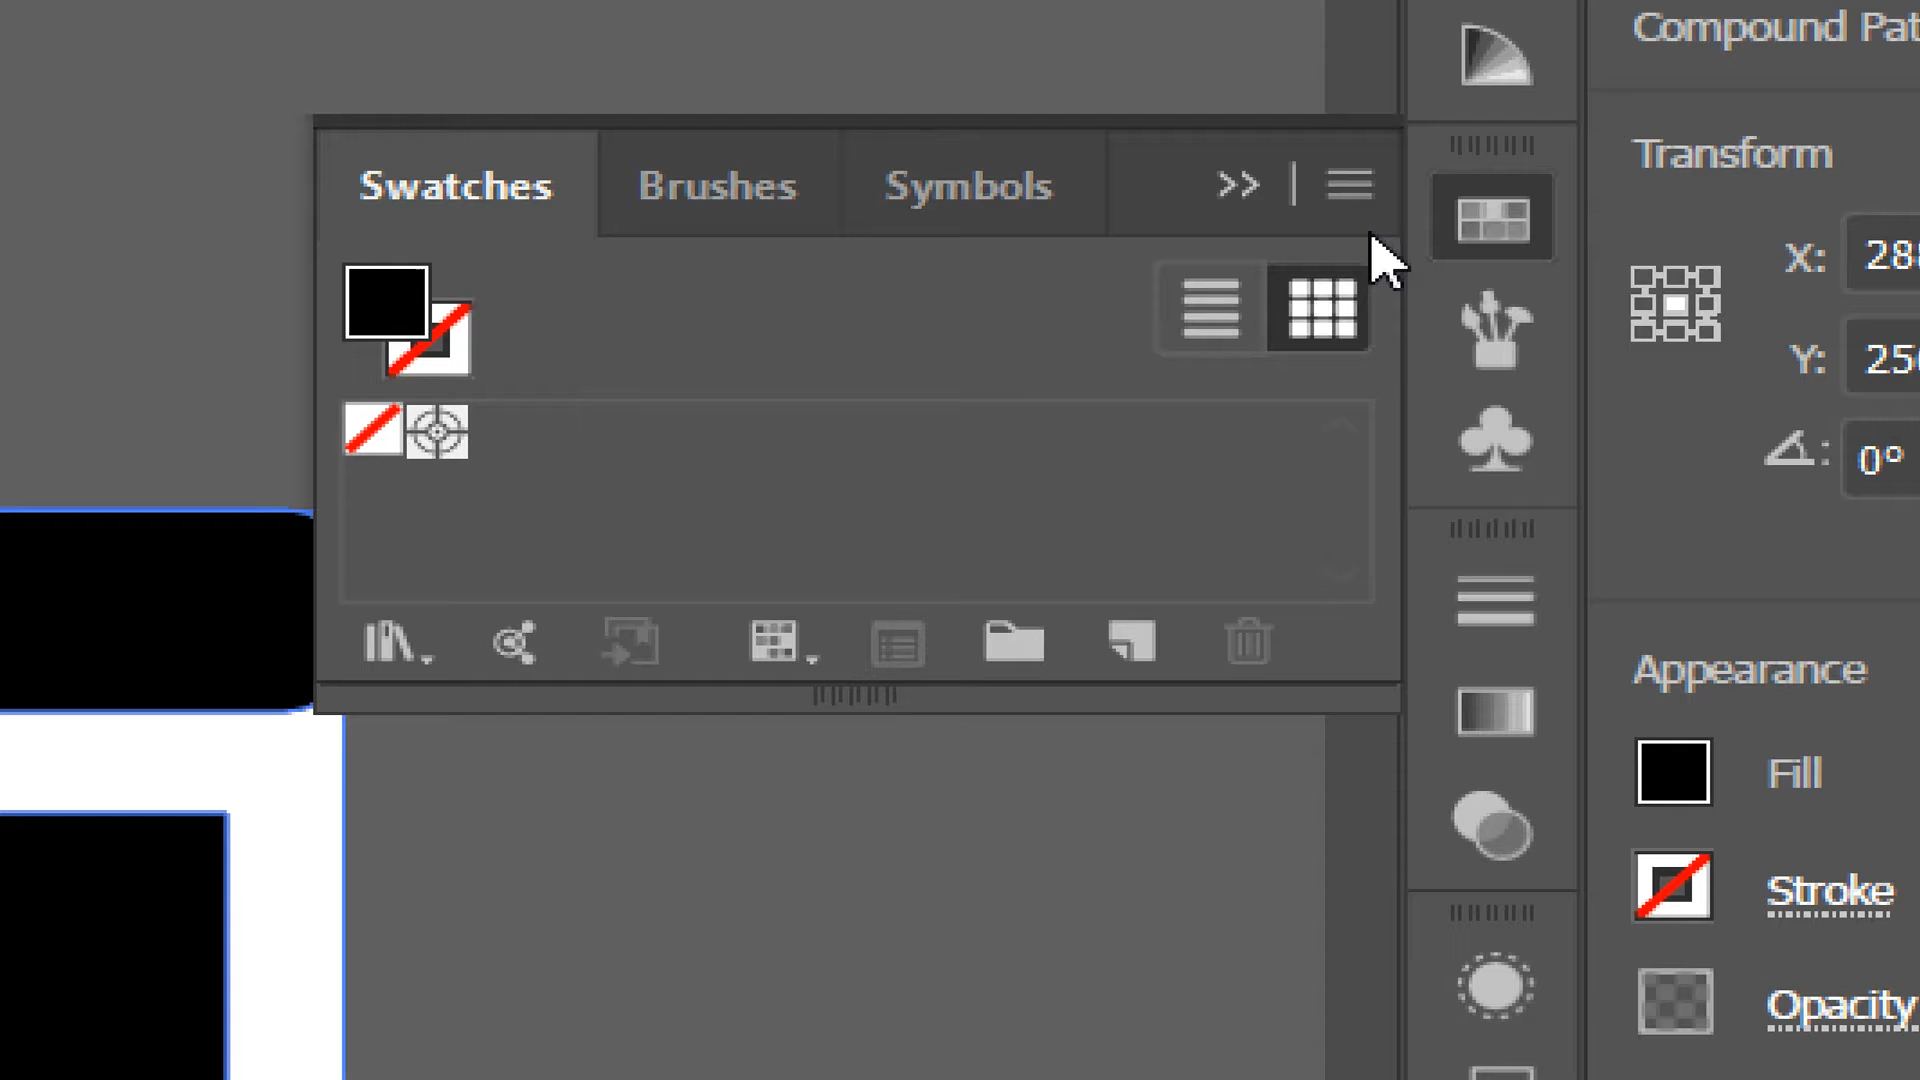 Compound Pat
Swatches
Brushes
Symbols
>>
Transform
X:
28
Y:
25
0°
Appearance
Fill
Stroke
Opacity